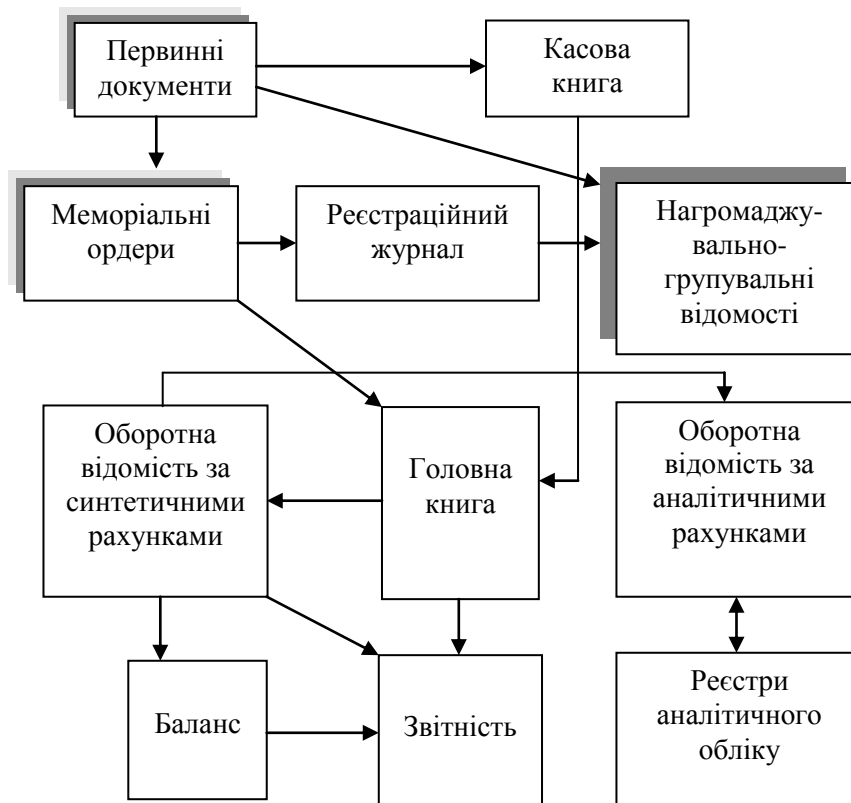 Первинні
документи
Касова
книга
Меморіальні
ордери
Реєстраційний
журнал
Нагромаджу-
вально-
групувальні
відомості
Оборотна
відомість за
синтетичними
рахунками
Головна
книга
Оборотна
відомість за
аналітичними
рахунками
Баланс
Звітність
Реєстри
аналітичного
обліку